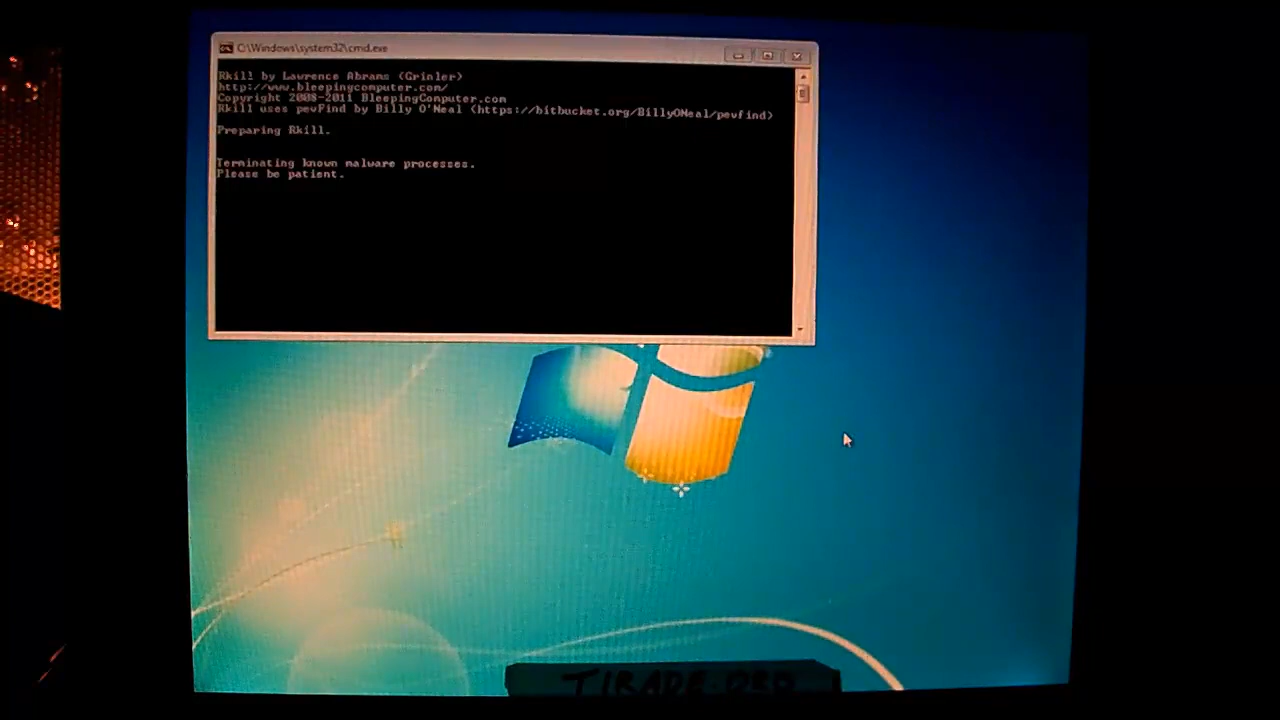 C:\Windows\system32\cmd.exe
Rkill by Lawrence Abrams (Grinler)
http://www.bleepingcomputer.com/
Copyright 2008-2011 BleepingComputer.com
Rkill uses pevFind by Billy O'Neal (https://bitbucket.org/BillyONeal/pevfind)
Preparing Rkill.
Terminating known malware processes.
Please be patient.